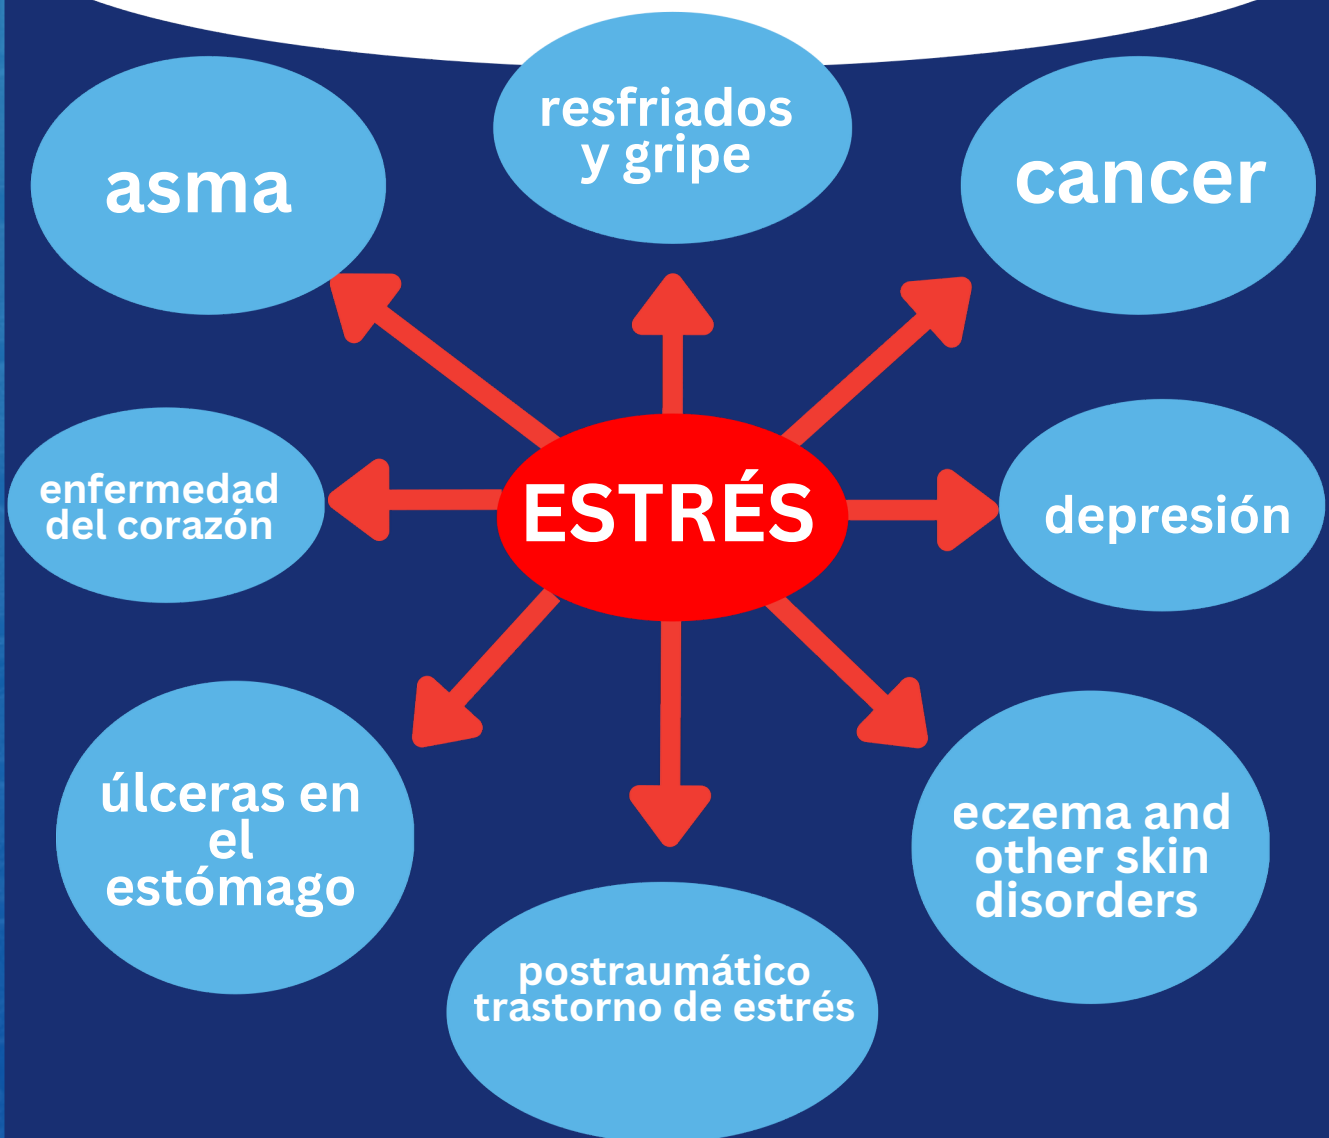 asma
resfriados
y gripe
cancer
enfermedad
del corazón
ESTRÉS
depresión
úlceras en
el
estómago
postraumático
trastorno de estrés
eczema and
other skin
disorders